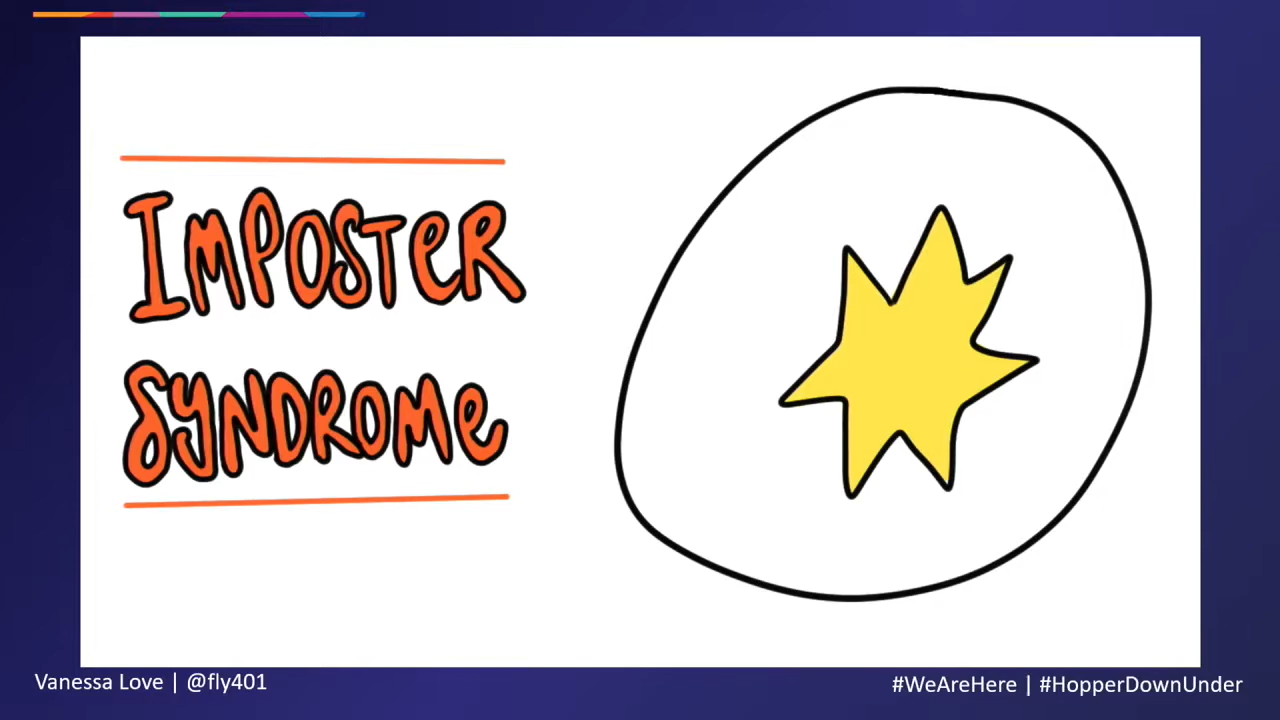 Imposter
Syndrome
Vanessa Love | @fly401
#WeAreHere | #HopperDownUnder